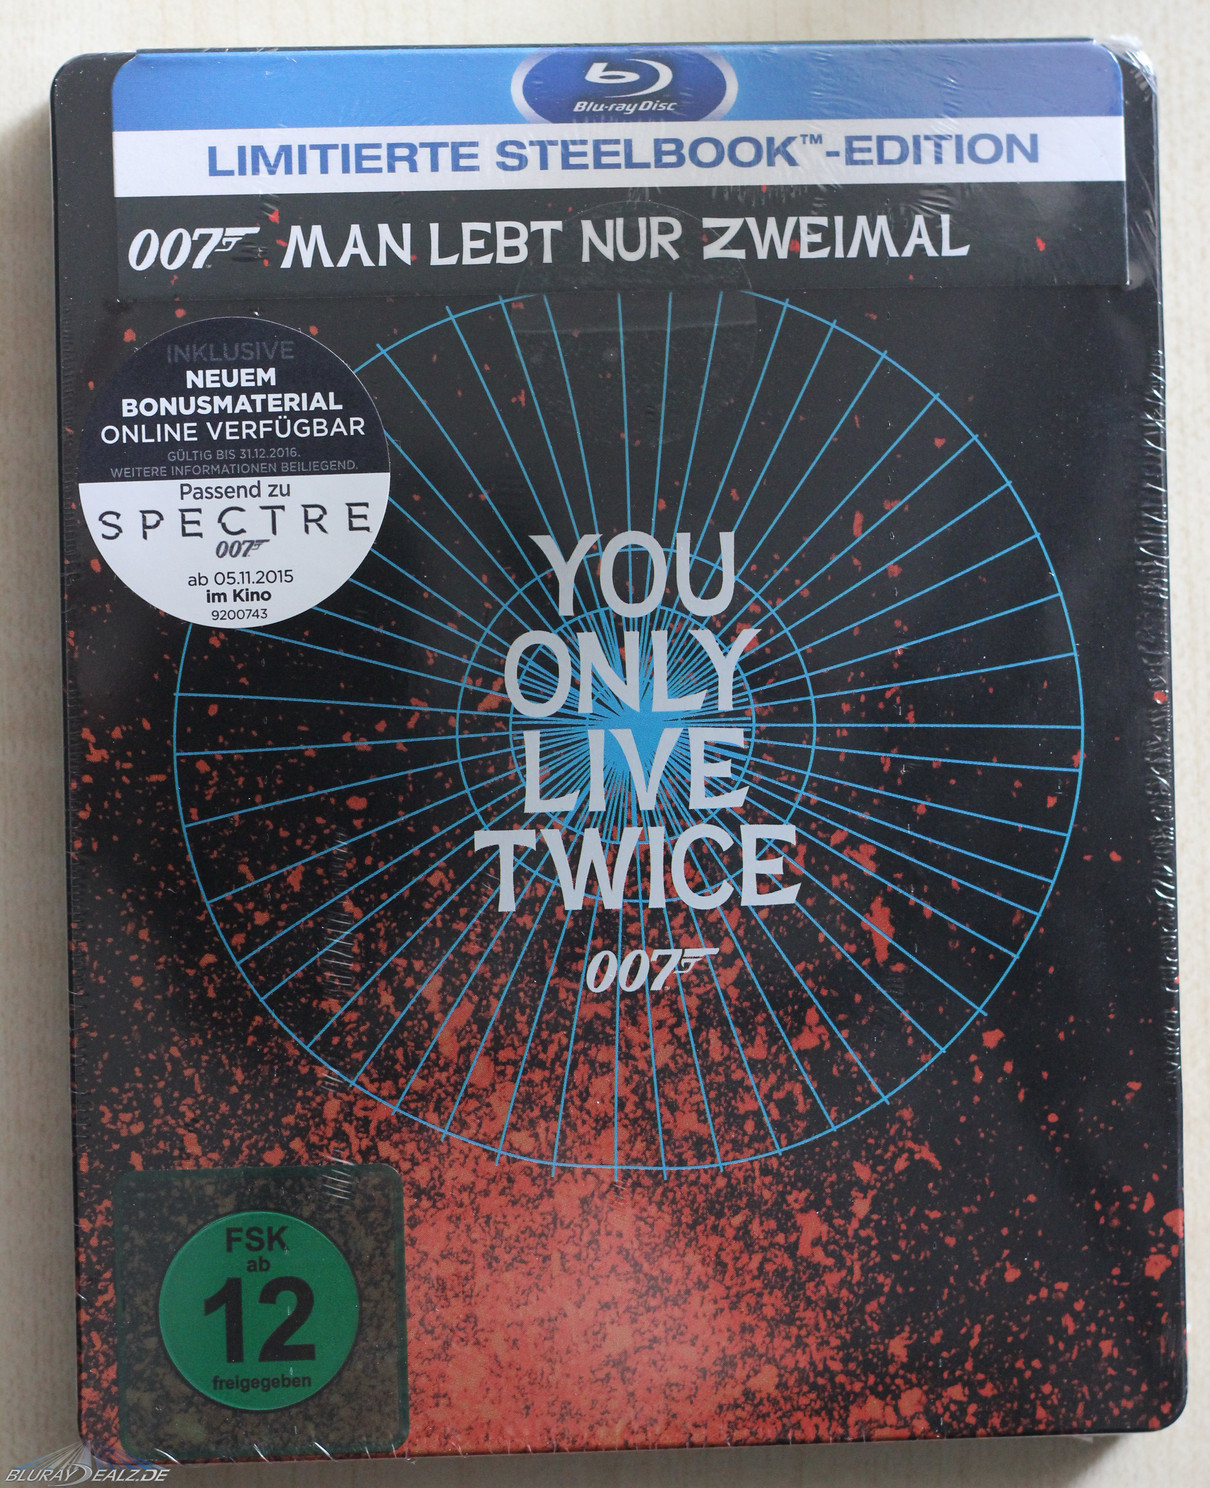 Blu-ray Disc
LIMITIERTE STEELBOOK™-EDITION
007 MAN LEBT NUR ZWEIMAL
INKLUSIVE
NEUEM
BONUSMATERIAL
ONLINE VERFÜGBAR
GÜLTIG BIS 31.12.2016.
WEITERE INFORMATIONEN BEILIEGEND.
Passend zu
SPECTRE
007
ab 05.11.2015
im Kino
9200743
YOU
ONLY
LIVE
TWICE
007
FSK
ab
12
freigegeben
BLURAYDEALZ.DE